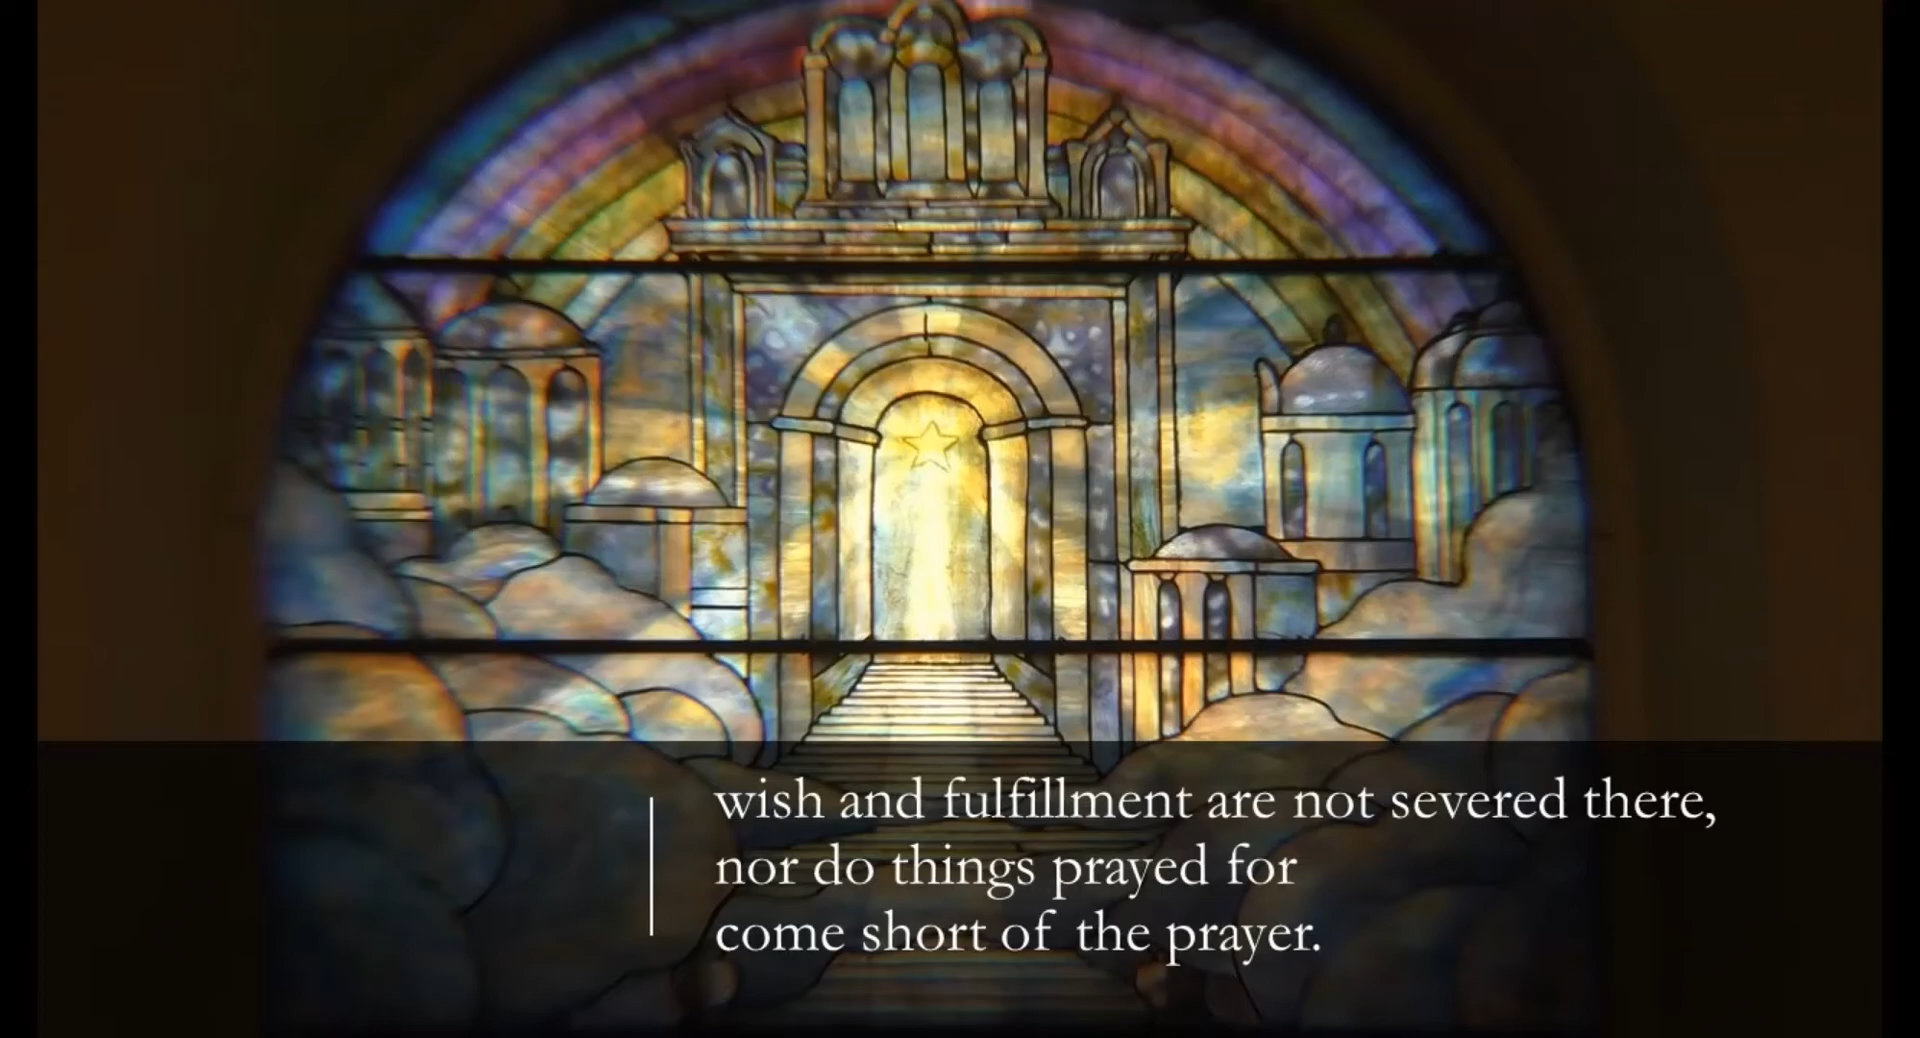 wish and fulfillment are not severed there,
nor do things prayed for
come short of the prayer.